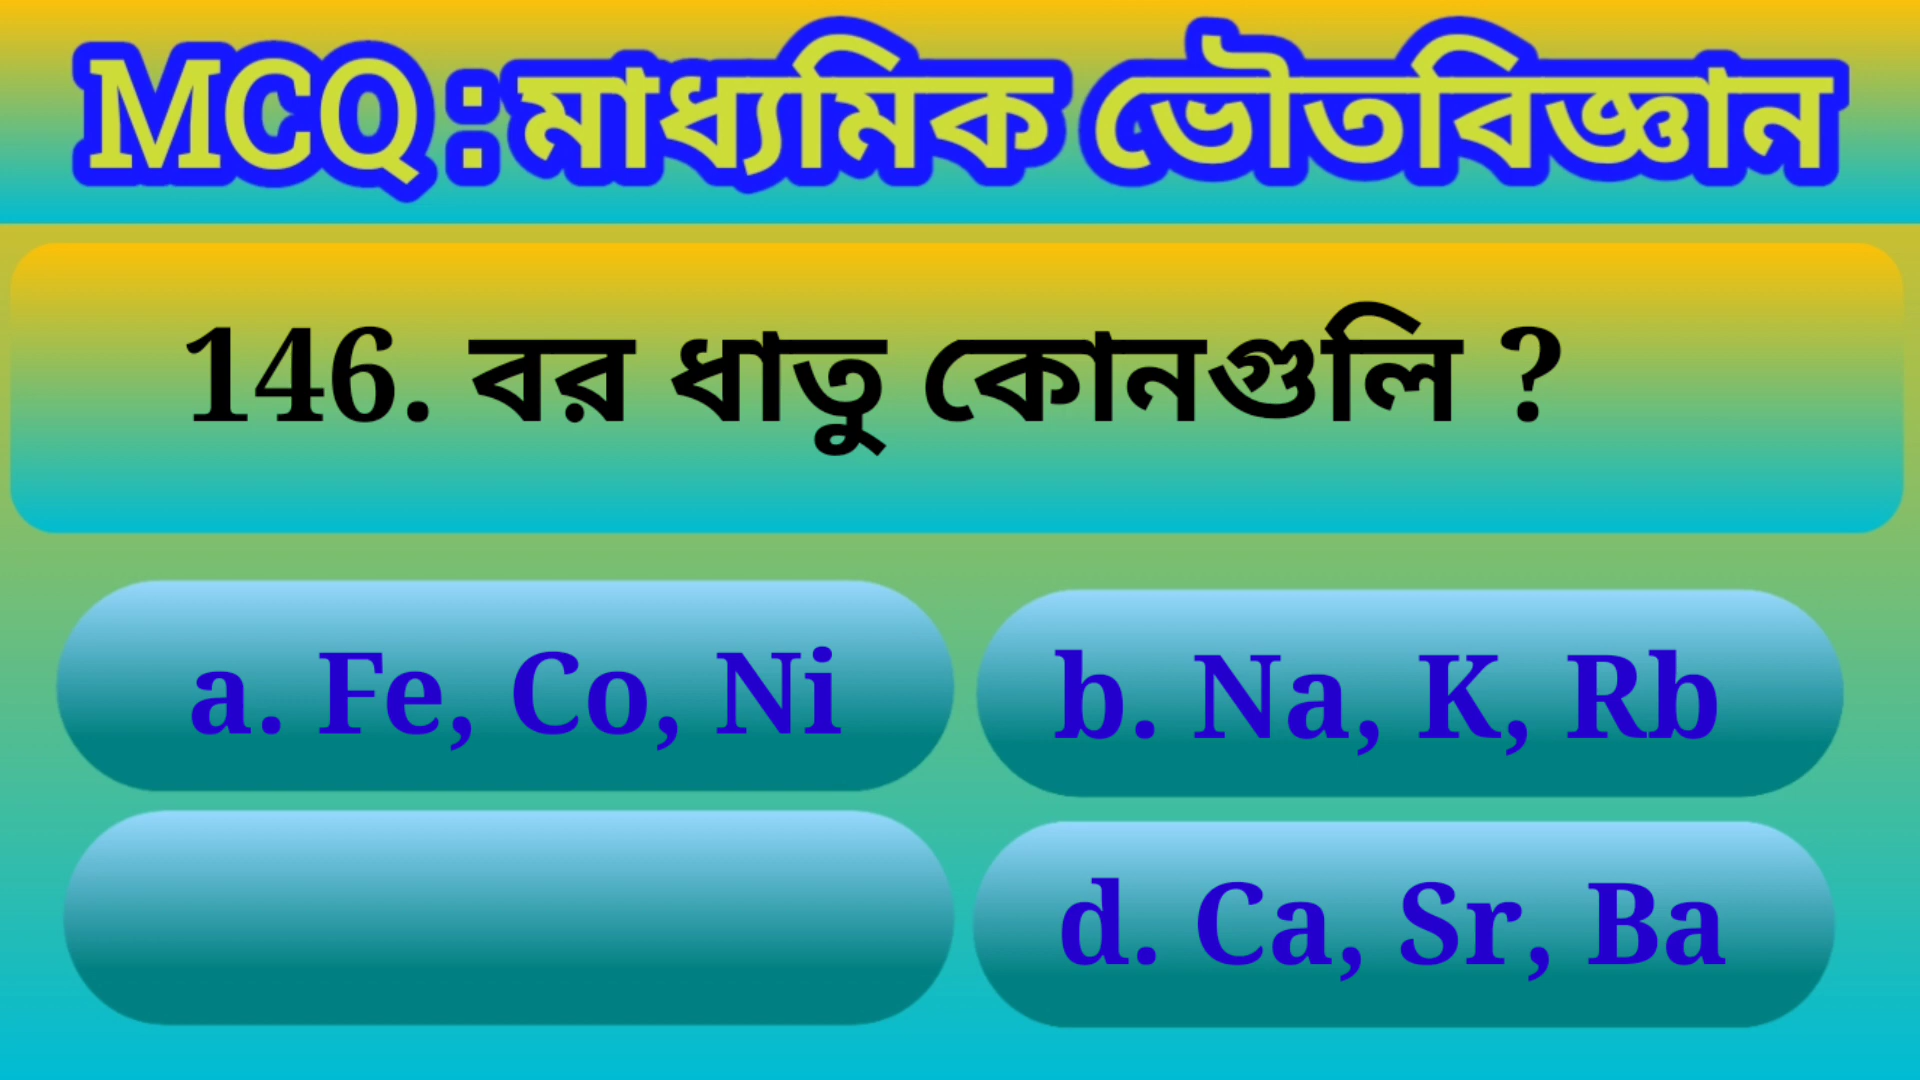 MCQ : মাধ্যমিক ভৌতবিজ্ঞান
146. বর ধাতু কোনগুলি ?
a. Fe, Co, Ni
b. Na, K, Rb
d. Ca, Sr, Ba